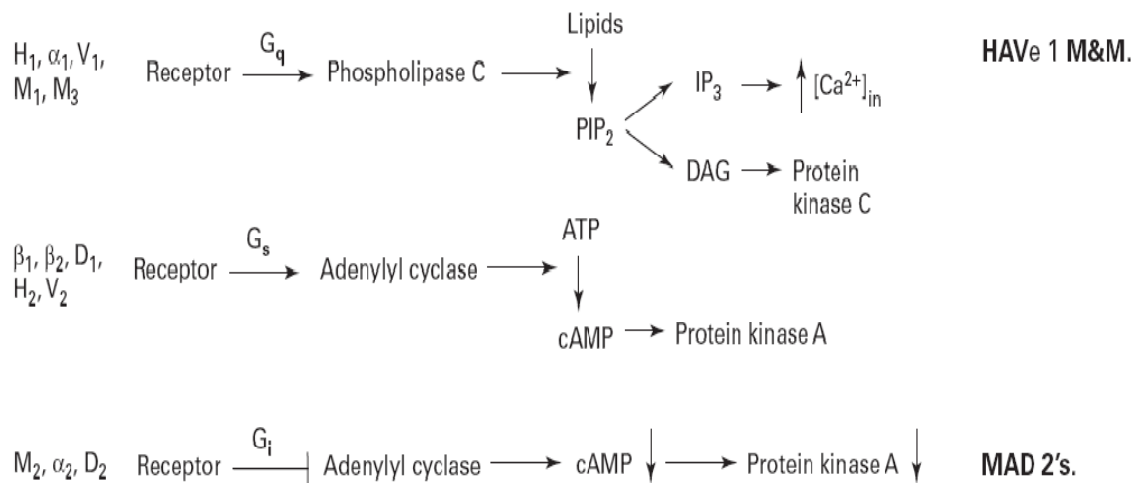 H₁, α₁, V₁,
M₁, M₃
Receptor
Gq
Phospholipase C
Lipids
PIP₂
IP₃
[Ca²⁺]in
DAG
Protein
kinase C
HAVe 1 M&M.
β₁, β₂, D₁,
H₂, V₂
Receptor
Gs
Adenylyl cyclase
ATP
cAMP
Protein kinase A
M₂, α₂, D₂
Receptor
Gi
Adenylyl cyclase
cAMP
Protein kinase A
MAD 2's.